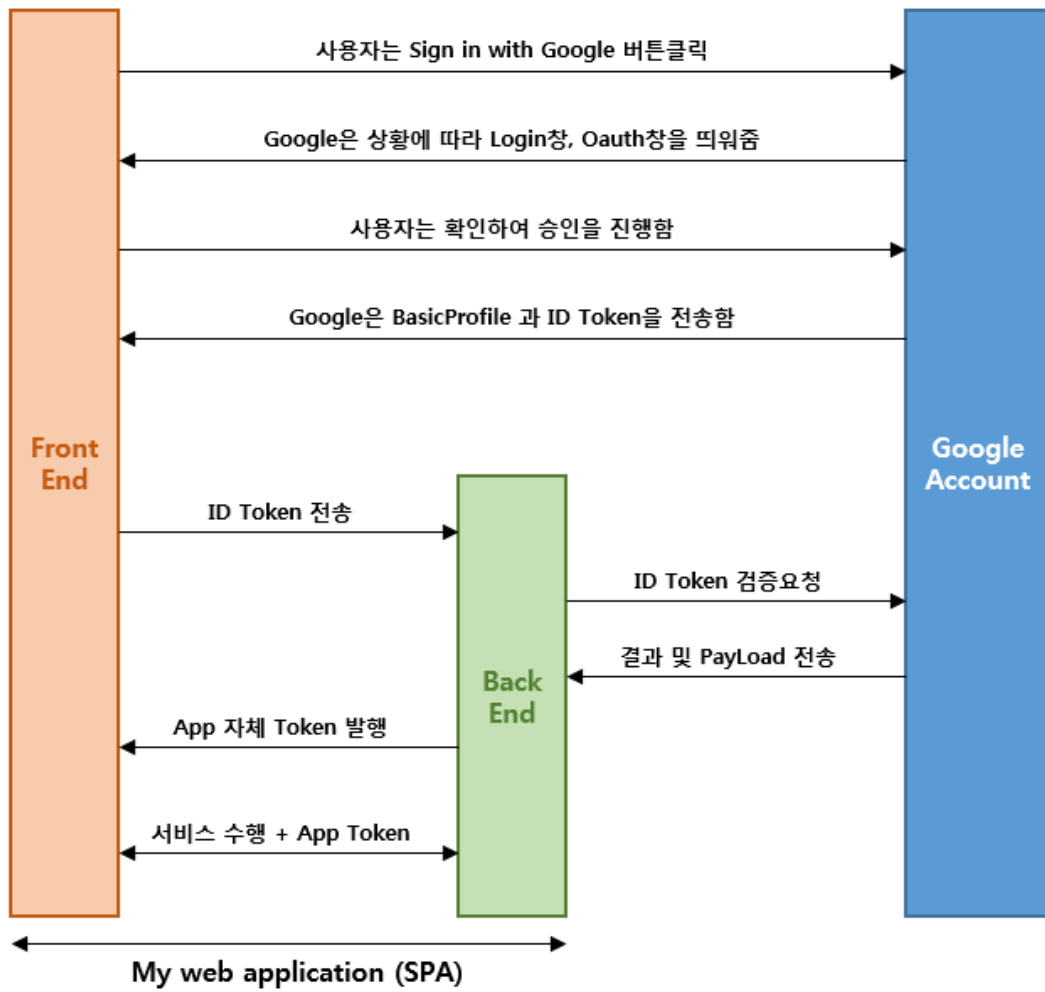 사용자는 Sign in with Google 버튼클릭
Google은 상황에 따라 Login창, Oauth창을 띄워줌
사용자는 확인하여 승인을 진행함
Google은 BasicProfile 과 ID Token을 전송함
Front
End
Google
Account
ID Token 전송
ID Token 검증요청
결과 및 PayLoad 전송
Back
End
App 자체 Token 발행
서비스 수행 + App Token
My web application (SPA)